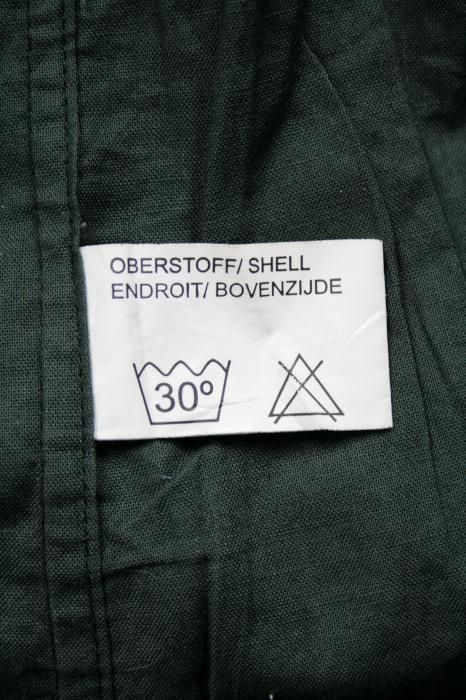 OBERSTOFF/ SHELL
ENDROIT/ BOVENZIJDE
30º